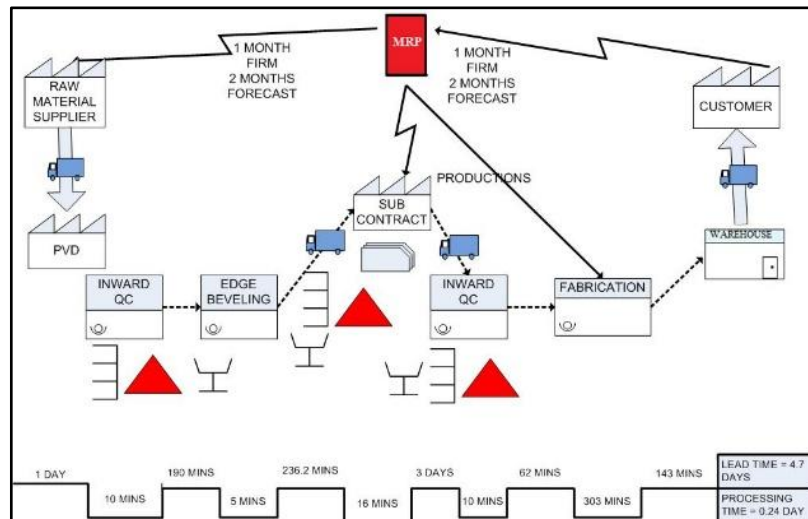 MRP
1 MONTH
FIRM
2 MONTHS
FORECAST
1 MONTH
FIRM
2 MONTHS
FORECAST
RAW
MATERIAL
SUPPLIER
CUSTOMER
PRODUCTIONS
SUB
CONTRACT
PVD
WAREHOUSE
INWARD
QC
EDGE
BEVELING
INWARD
QC
FABRICATION
1 DAY
190 MINS
236.2 MINS
3 DAYS
62 MINS
143 MINS
LEAD TIME = 4.7
DAYS
10 MINS
5 MINS
16 MINS
10 MINS
303 MINS
PROCESSING
TIME = 0.24 DAY